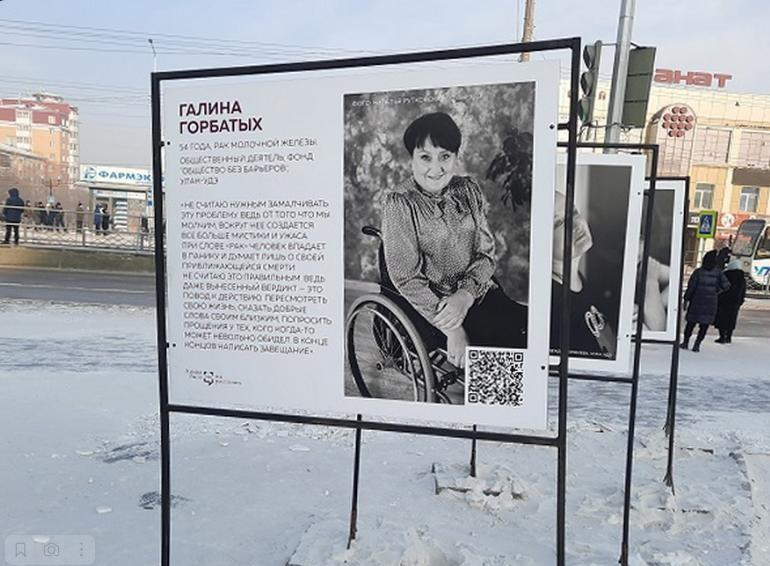 ГАЛИНА
ГОРБАТЫХ
54 ГОДА, РАК МОЛОЧНОЙ ЖЕЛЕЗЫ.
ОБЩЕСТВЕННЫЙ ДЕЯТЕЛЬ, ФОНД
"ОБЩЕСТВО БЕЗ БАРЬЕРОВ",
УЛАН-УДЭ
«НЕ СЧИТАЮ НУЖНЫМ ЗАМАЛЧИВАТЬ
ЭТУ ПРОБЛЕМУ. ВЕДЬ ОТ ТОГО ЧТО МЫ
МОЛЧИМ, ВОКРУГ НЕЕ СОЗДАЕТСЯ
ВСЕ БОЛЬШЕ МИСТИКИ И УЖАСА.
ПРИ СЛОВЕ «РАК» ЧЕЛОВЕК ВПАДАЕТ
В ПАНИКУ И ДУМАЕТ ЛИШЬ О СВОЕЙ
ПРИБЛИЖАЮЩЕЙСЯ СМЕРТИ.
НЕ СЧИТАЮ ЭТО ПРАВИЛЬНЫМ. ВЕДЬ
ДАЖЕ ВЫНЕСЕННЫЙ ВЕРДИКТ — ЭТО
ПОВОД К ДЕЙСТВИЮ: ПЕРЕСМОТРЕТЬ
СВОЮ ЖИЗНЬ, СКАЗАТЬ ДОБРЫЕ
СЛОВА СВОИМ БЛИЗКИМ, ПОПРОСИТЬ
ПРОЩЕНИЯ У ТЕХ, КОГО КОГДА-ТО
МОЖЕТ НЕВОЛЬНО ОБИДЕЛ. В КОНЦЕ
КОНЦОВ НАПИСАТЬ ЗАВЕЩАНИЕ»
ФОТО: НАТАЛЬЯ
ФАРМЭК
анат